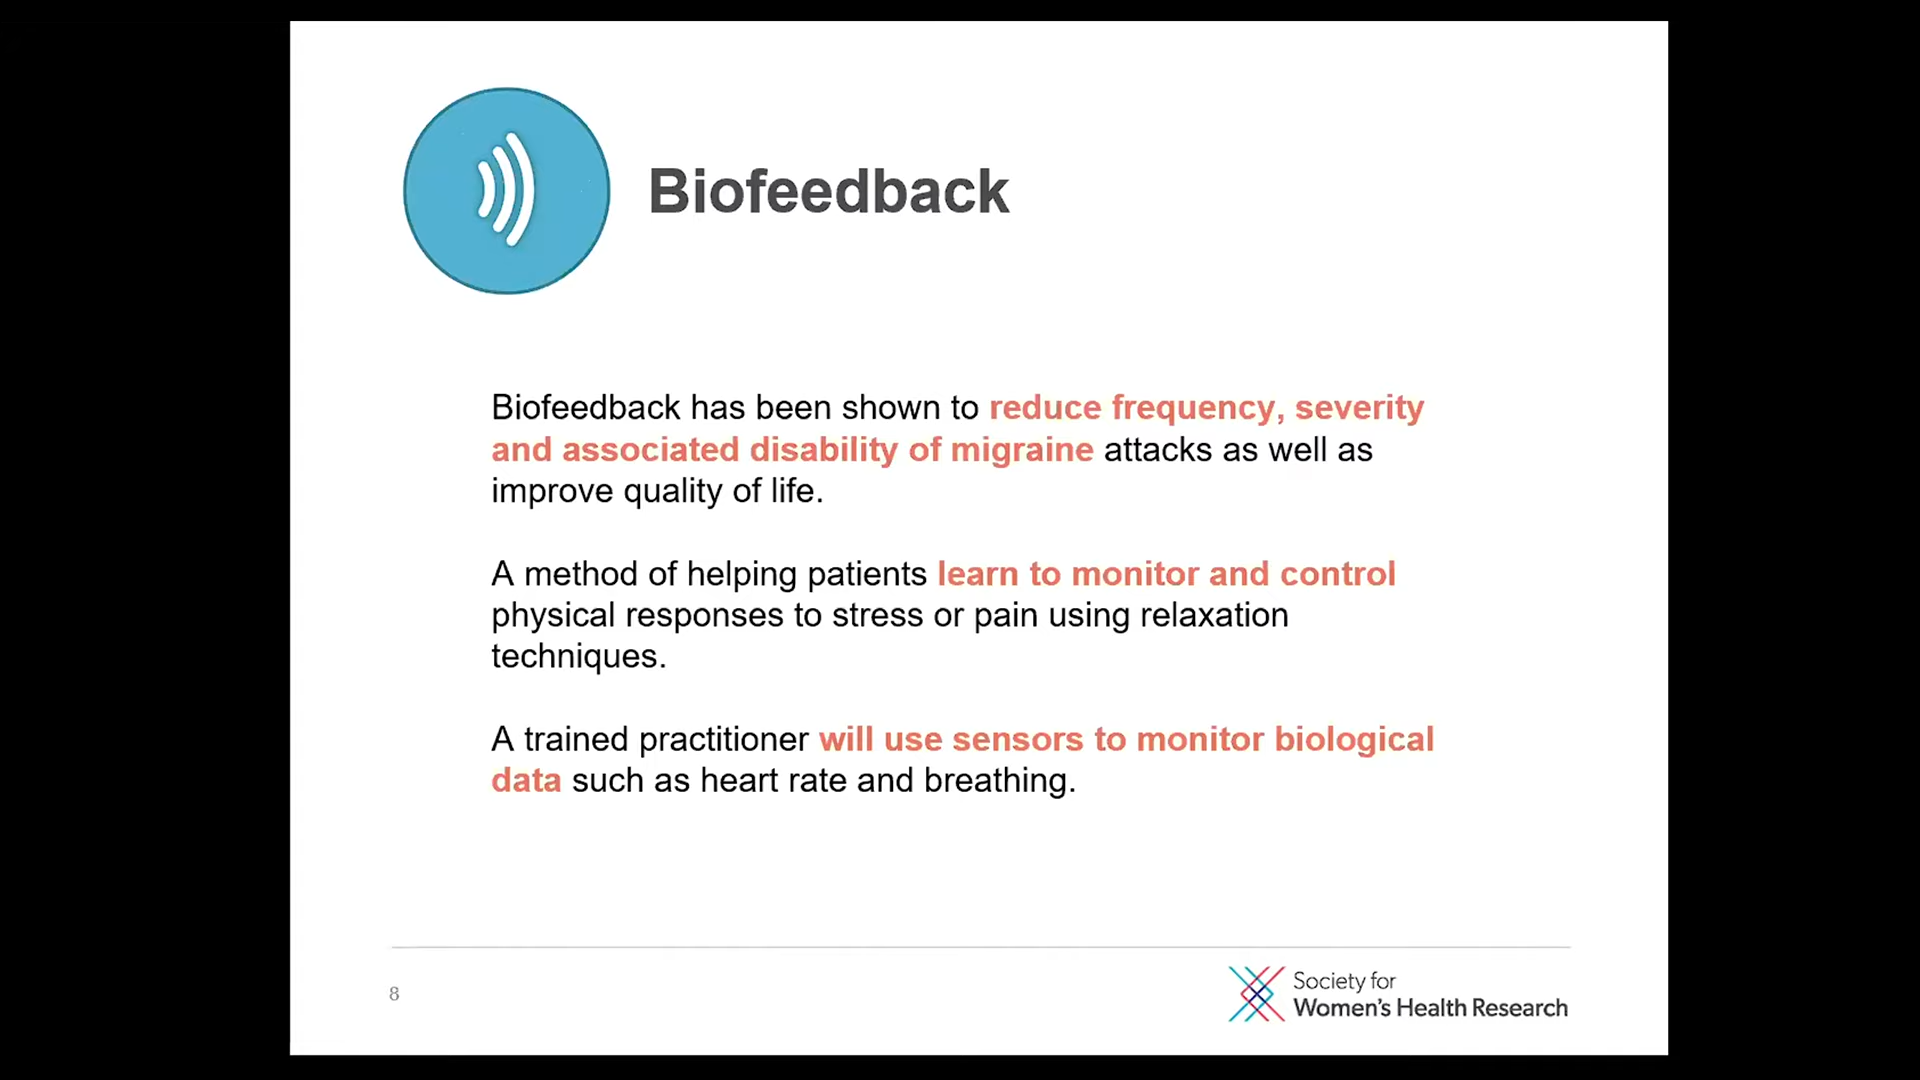 Biofeedback
Biofeedback has been shown to reduce frequency, severity
and associated disability of migraine attacks as well as
improve quality of life.
A method of helping patients learn to monitor and control
physical responses to stress or pain using relaxation
techniques.
A trained practitioner will use sensors to monitor biological
data such as heart rate and breathing.
8
Society for
Women's Health Research